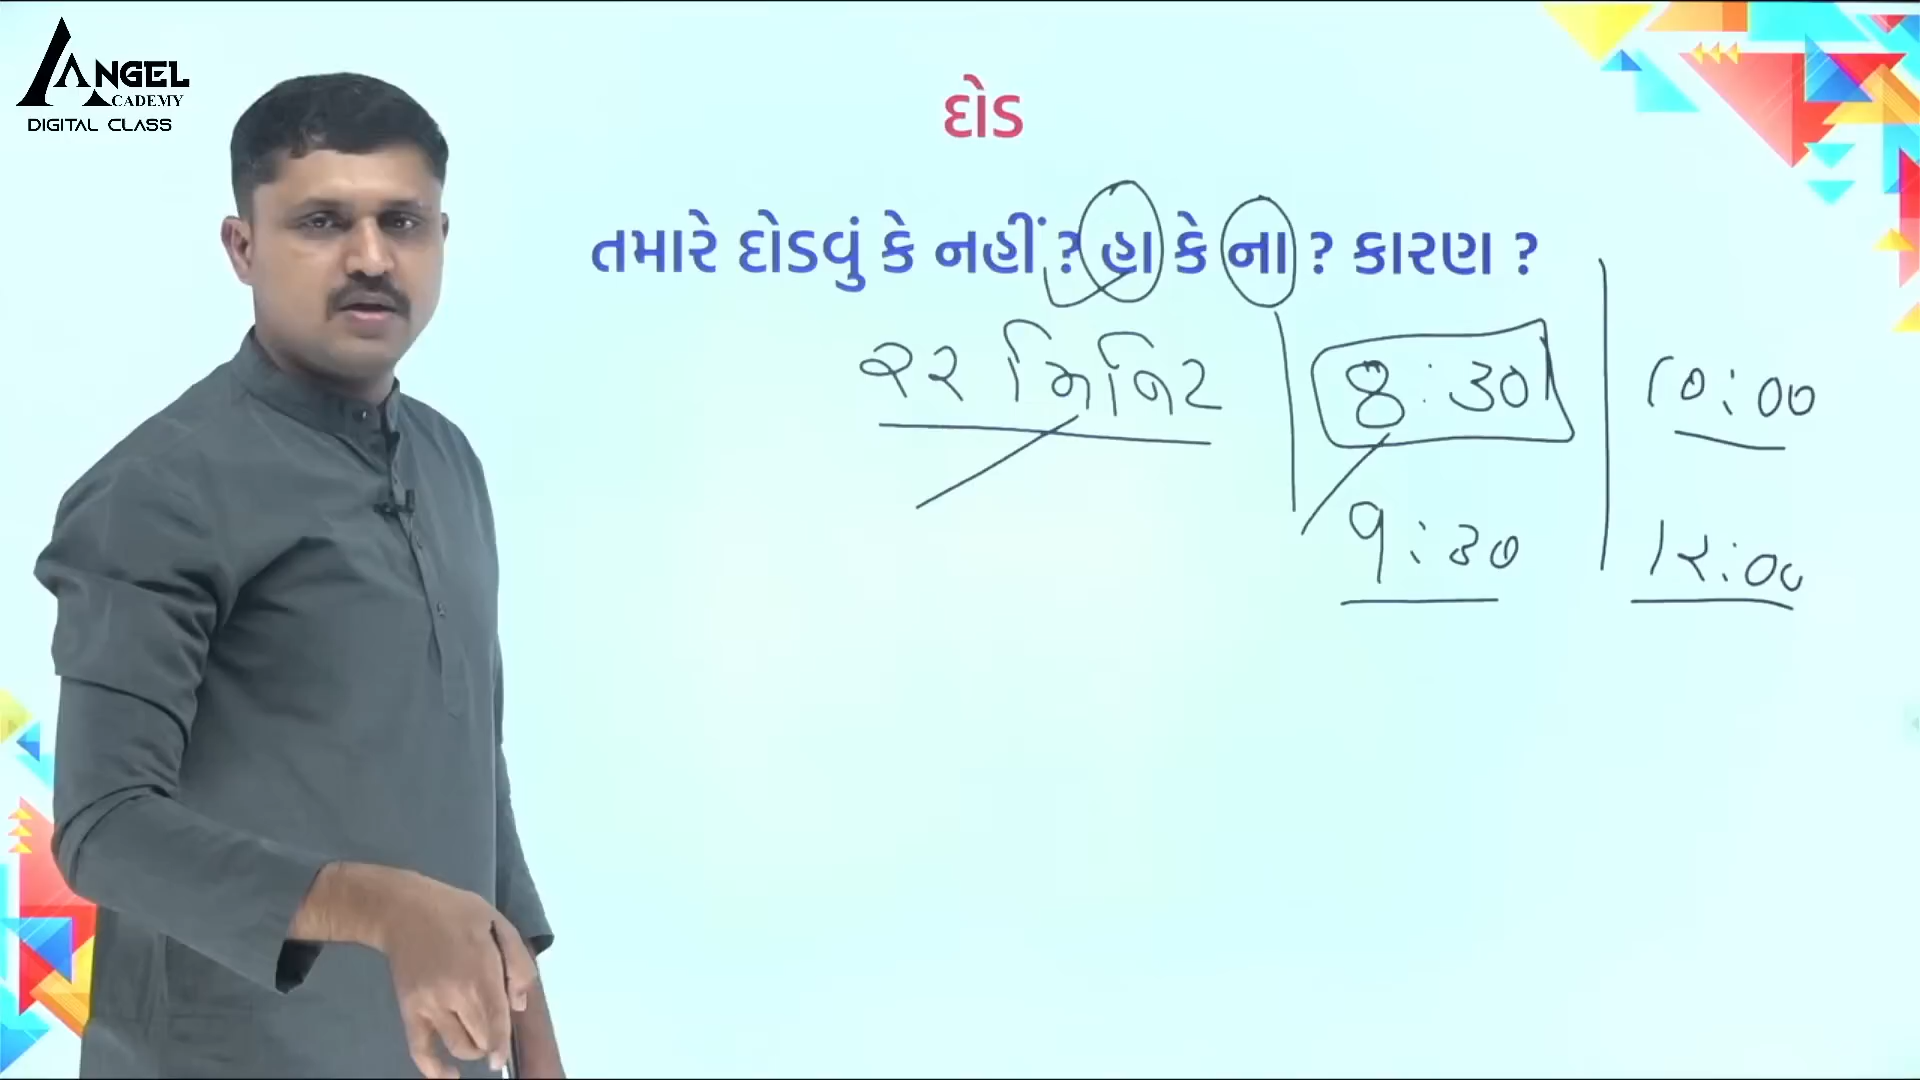 ANGEL
ACADEMY
DIGITAL CLASS
દોડ
તમારે દોડવું કે નહીં ? હા કે ના ? કારણ ?
૨૨ મિનિટ
8:30
10:00
9:30
12:00